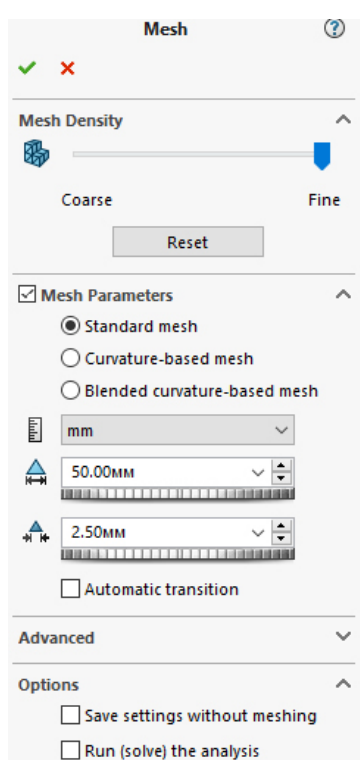 Mesh
?
Mesh Density
Coarse Fine
Reset
Mesh Parameters
Standard mesh
Curvature-based mesh
Blended curvature-based mesh
mm
50.00мм
2.50мм
Automatic transition
Advanced
Options
Save settings without meshing
Run (solve) the analysis